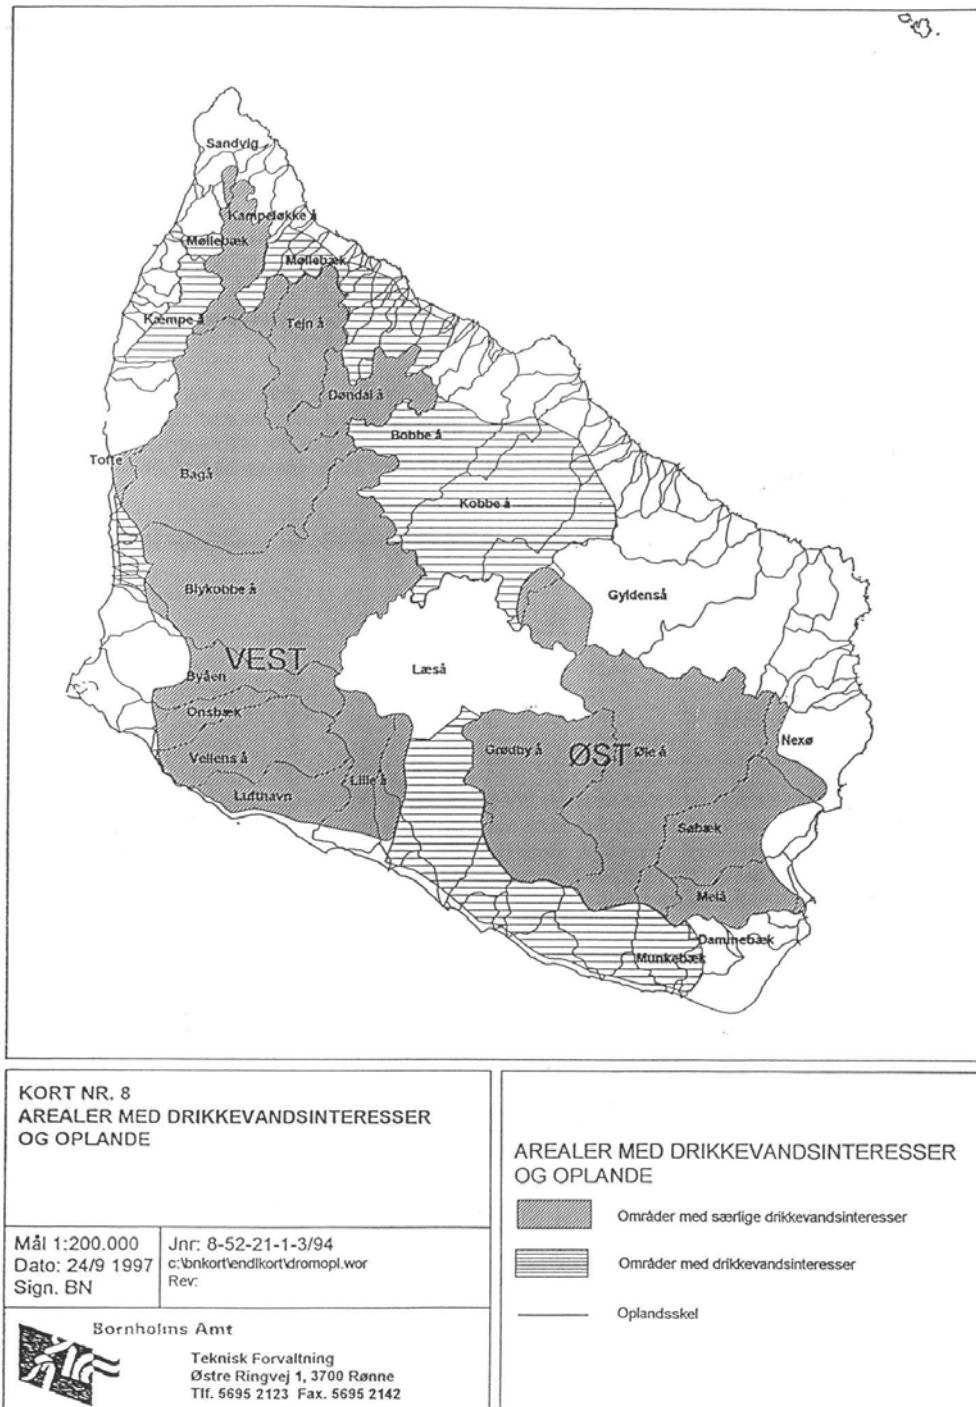 Sandvig
Kampeløkke å
Møllebæk
Møllebæk
Kæmpe å
Tejn å
Døndal å
Bobbe å
Tofte
Bagå
Kobbe å
Blykobbe å
Gyldenså
VEST
Læså
Byåen
Onsbæk
Nexø
Grødby å
ØST
Øle å
Vellens å
Lille å
Lufthavn
Søbæk
Melå
Dammebæk
Munkebæk
KORT NR. 8
AREALER MED DRIKKEVANDSINTERESSER
OG OPLANDE
Mål 1:200.000
Dato: 24/9 1997
Sign. BN
Jnr: 8-52-21-1-3/94
c:\bnkort\endlkort\dromopl.wor
Rev:
Bornholms Amt
Teknisk Forvaltning
Østre Ringvej 1, 3700 Rønne
Tlf. 5695 2123 Fax. 5695 2142
AREALER MED DRIKKEVANDSINTERESSER
OG OPLANDE
Områder med særlige drikkevandsinteresser
Områder med drikkevandsinteresser
Oplandsskel